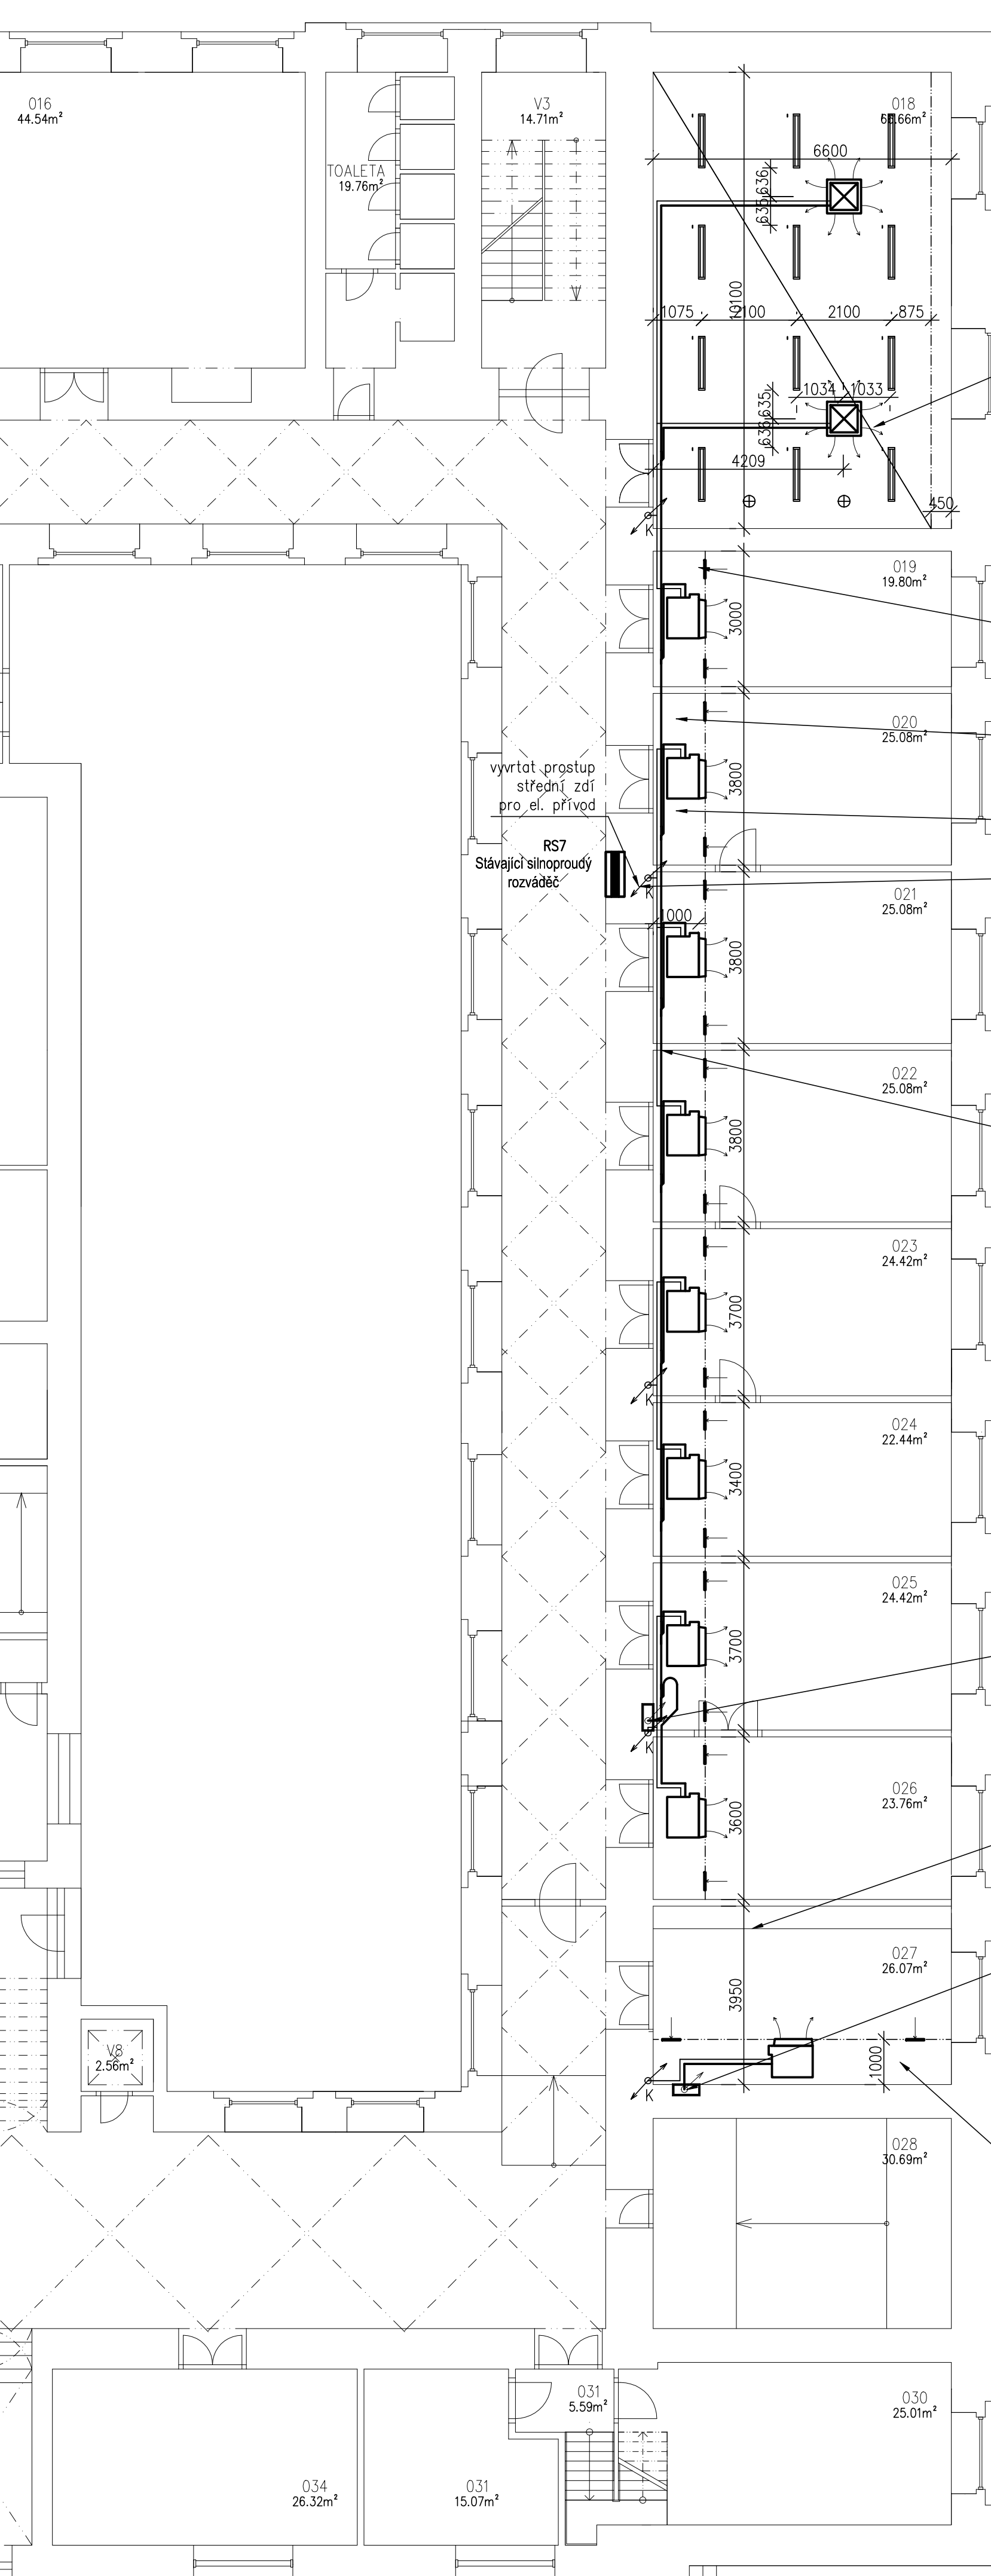 016
44.54m²
TOALETA
19.76m²
V3
14.71m²
018
66.66m²
6600
635 636
10100
1075 2100 2100 875
1034 1033
636 635
4209
450
K
019
19.80m²
3000
020
25.08m²
3800
vyvrtat prostup
střední zdí
pro el. přívod
RS7
Stávající silnoproudý
rozváděč
K
021
25.08m²
1000
3800
022
25.08m²
3800
023
24.42m²
3700
K
024
22.44m²
3400
025
24.42m²
3700
K
026
23.76m²
3600
027
26.07m²
3950
1000
K
V8
2.56m²
028
30.69m²
031
5.59m²
030
25.01m²
034
26.32m²
031
15.07m²